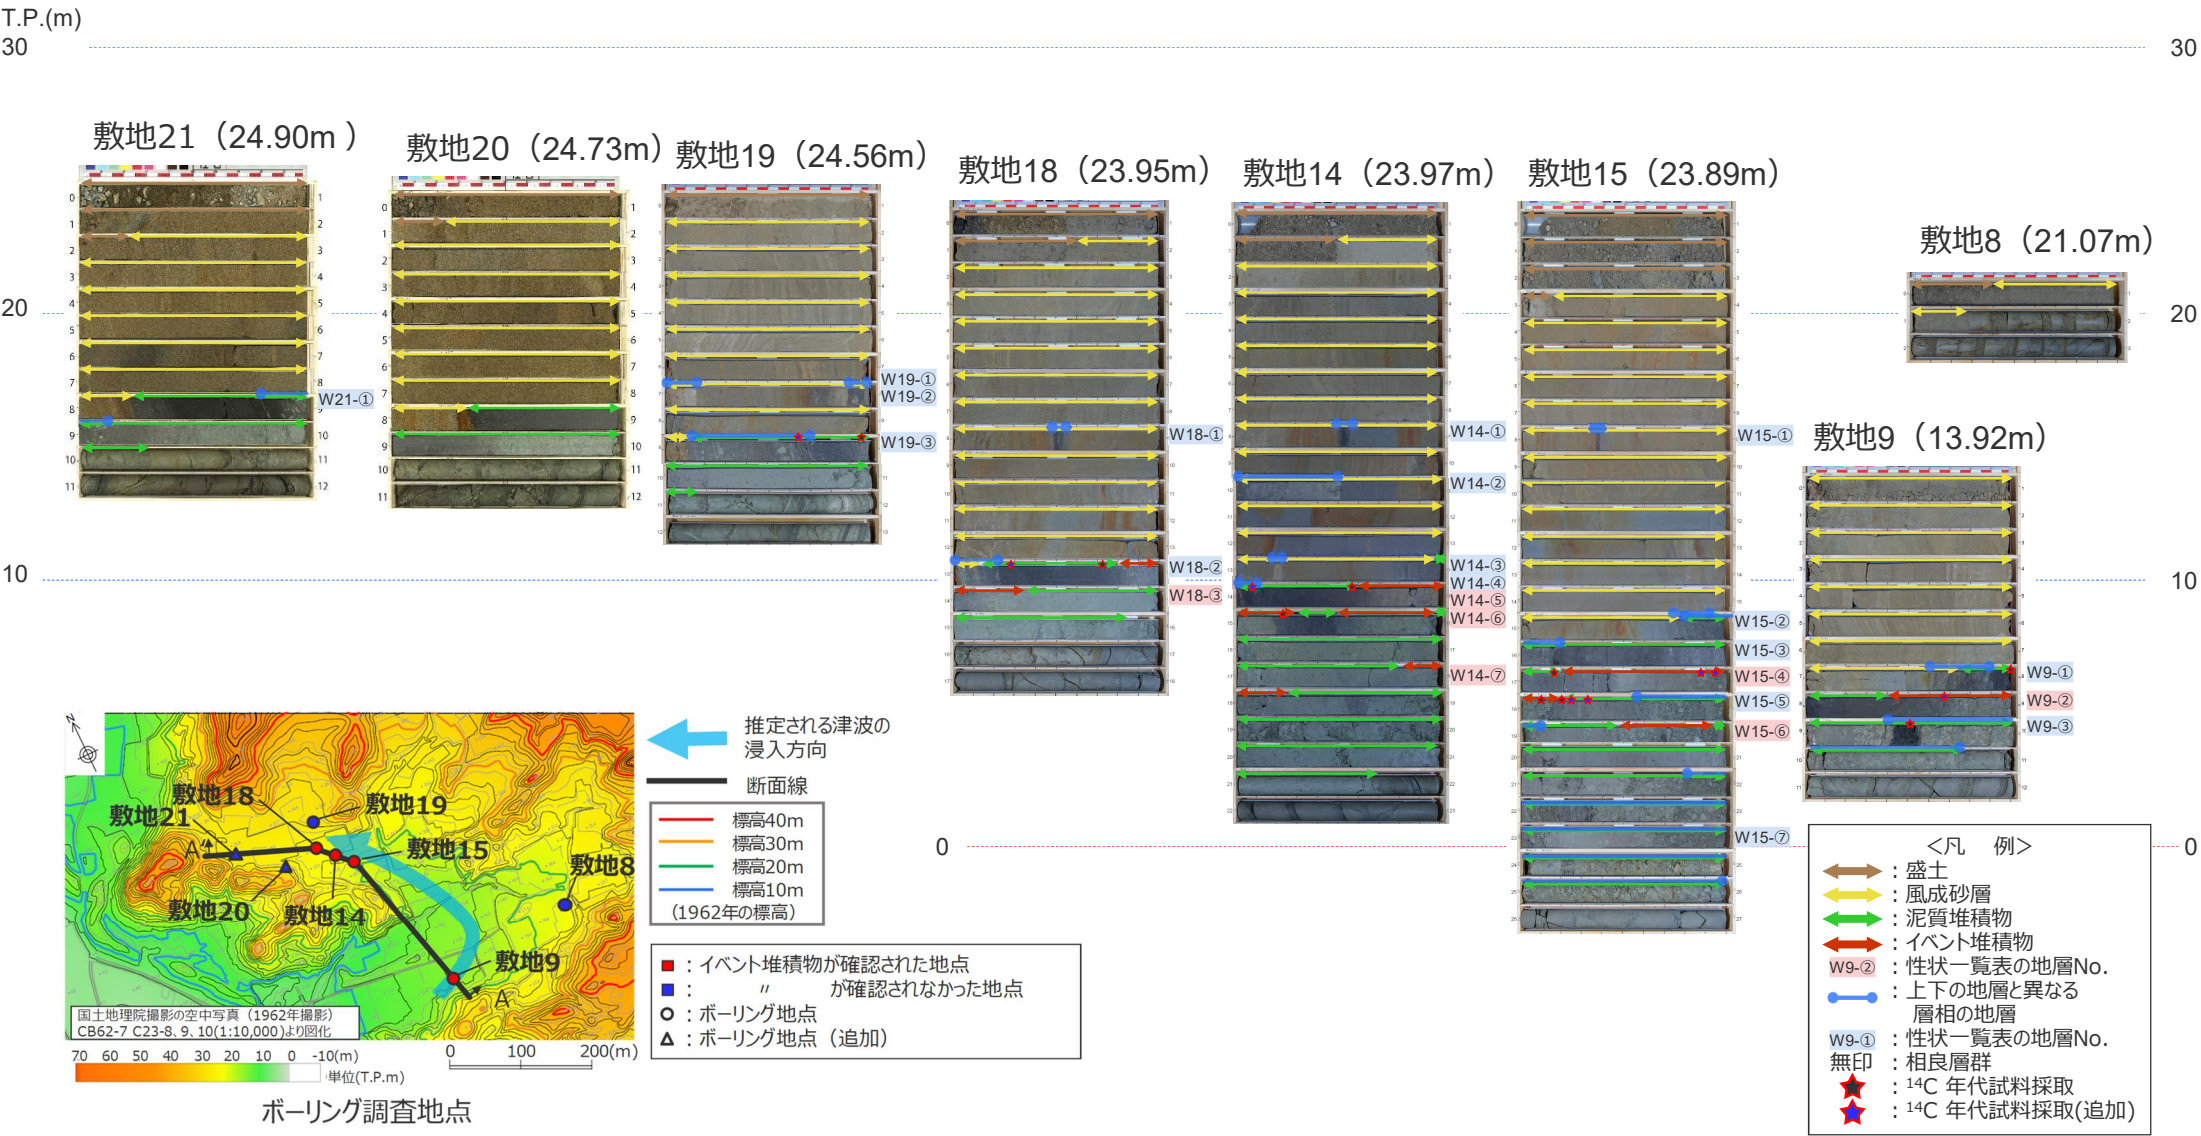 T.P.(m)
30
30
敷地21（24.90m ）
敷地20（24.73m）
敷地19（24.56m）
敷地18（23.95m）
敷地14（23.97m）
敷地15（23.89m）
敷地8（21.07m）
敷地9（13.92m）
20
20
10
10
0
0
W21-①
W19-①
W19-②
W19-③
W18-①
W18-②
W18-③
W14-①
W14-②
W14-③
W14-④
W14-⑤
W14-⑥
W14-⑦
W15-①
W15-②
W15-③
W15-④
W15-⑤
W15-⑥
W15-⑦
W9-①
W9-②
W9-③
N
敷地18
敷地19
敷地21
敷地15
敷地8
敷地20
敷地14
敷地9
A'
A
国土地理院撮影の空中写真（1962年撮影）
CB62-7 C23-8、9、10(1:10,000)より図化
70 60 50 40 30 20 10 0 -10(m)
単位(T.P.m)
0 100 200(m)
ボーリング調査地点
推定される津波の
浸入方向
断面線
標高40m
標高30m
標高20m
標高10m
（1962年の標高）
：イベント堆積物が確認された地点
： 〃 が確認されなかった地点
：ボーリング地点
：ボーリング地点（追加）
＜凡 例＞
：盛土
：風成砂層
：泥質堆積物
：イベント堆積物
W9-② ：性状一覧表の地層No.
：上下の地層と異なる
層相の地層
W9-① ：性状一覧表の地層No.
無印 ：相良層群
：14C 年代試料採取
：14C 年代試料採取(追加)